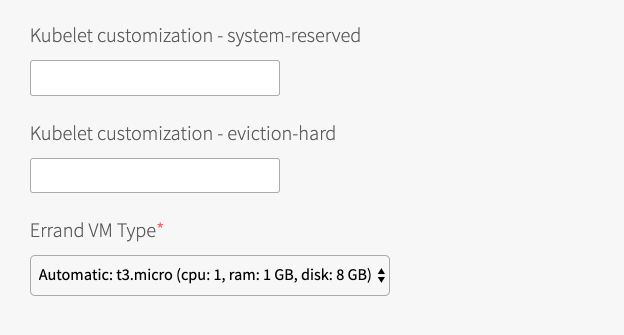 Kubelet customization - system-reserved
Kubelet customization - eviction-hard
Errand VM Type*
Automatic: t3.micro (cpu: 1, ram: 1 GB, disk: 8 GB)